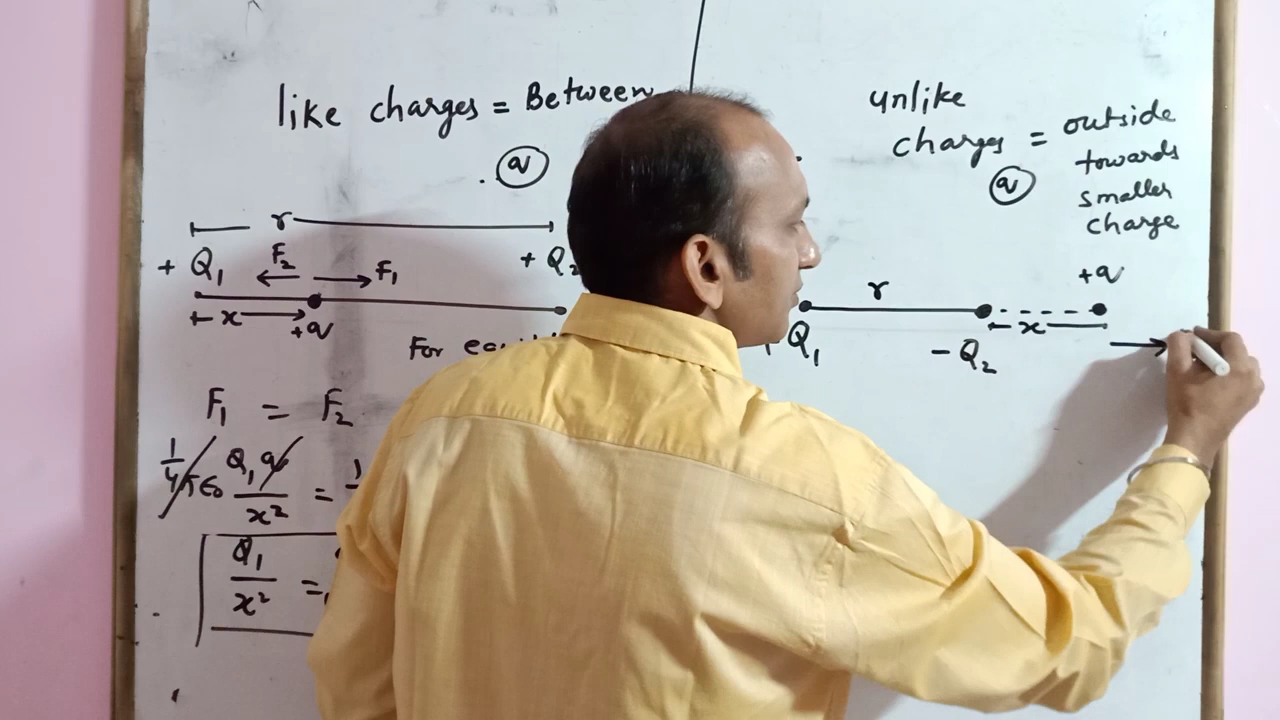 like charges = Between
q
r
+ Q₁
F₂
F₁
+ Q₂
x
+q
For
F₁ = F₂
1/4πε₀ Q₁q/x² =
Q₁/x² =
unlike
charges = outside
towards
smaller
charge
q
+q
r
x
Q₁
- Q₂